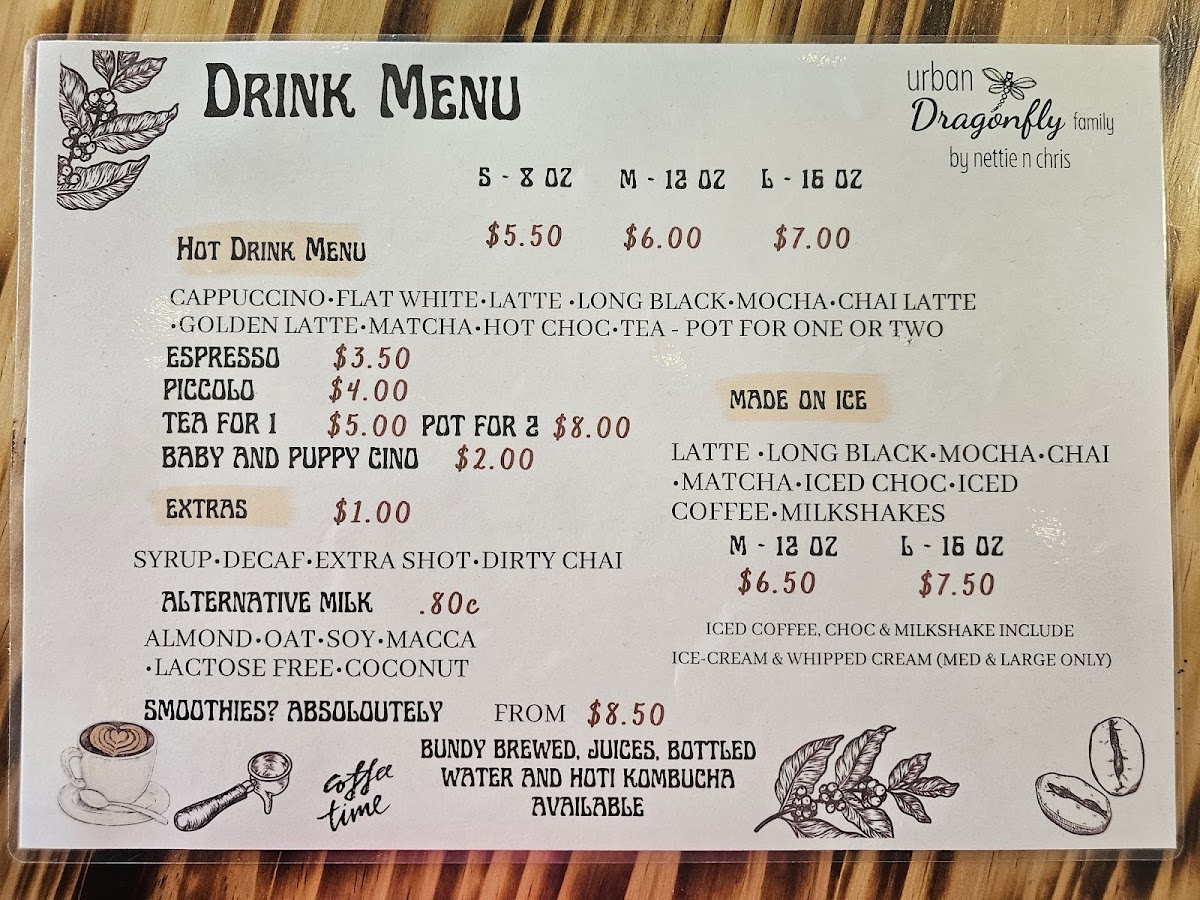 DRINK MENU
urban
Dragonfly family
by nettie n chris
S - 8 OZ M - 12 OZ L - 16 OZ
HOT DRINK MENU $5.50 $6.00 $7.00
CAPPUCCINO•FLAT WHITE•LATTE •LONG BLACK•MOCHA•CHAI LATTE
•GOLDEN LATTE•MATCHA•HOT CHOC•TEA - POT FOR ONE OR TWO
ESPRESSO $3.50
PICCOLO $4.00
TEA FOR 1 $5.00 POT FOR 2 $8.00
BABY AND PUPPY CINO $2.00
EXTRAS $1.00
SYRUP•DECAF•EXTRA SHOT•DIRTY CHAI
ALTERNATIVE MILK .80c
ALMOND•OAT•SOY•MACCA
•LACTOSE FREE•COCONUT
MADE ON ICE
LATTE •LONG BLACK•MOCHA•CHAI
•MATCHA•ICED CHOC•ICED
COFFEE•MILKSHAKES
M - 12 OZ L - 16 OZ
$6.50 $7.50
ICED COFFEE, CHOC & MILKSHAKE INCLUDE
ICE-CREAM & WHIPPED CREAM (MED & LARGE ONLY)
SMOOTHIES? ABSOLOUTELY FROM $8.50
BUNDY BREWED, JUICES, BOTTLED
WATER AND HOTI KOMBUCHA
AVAILABLE
coffee
time